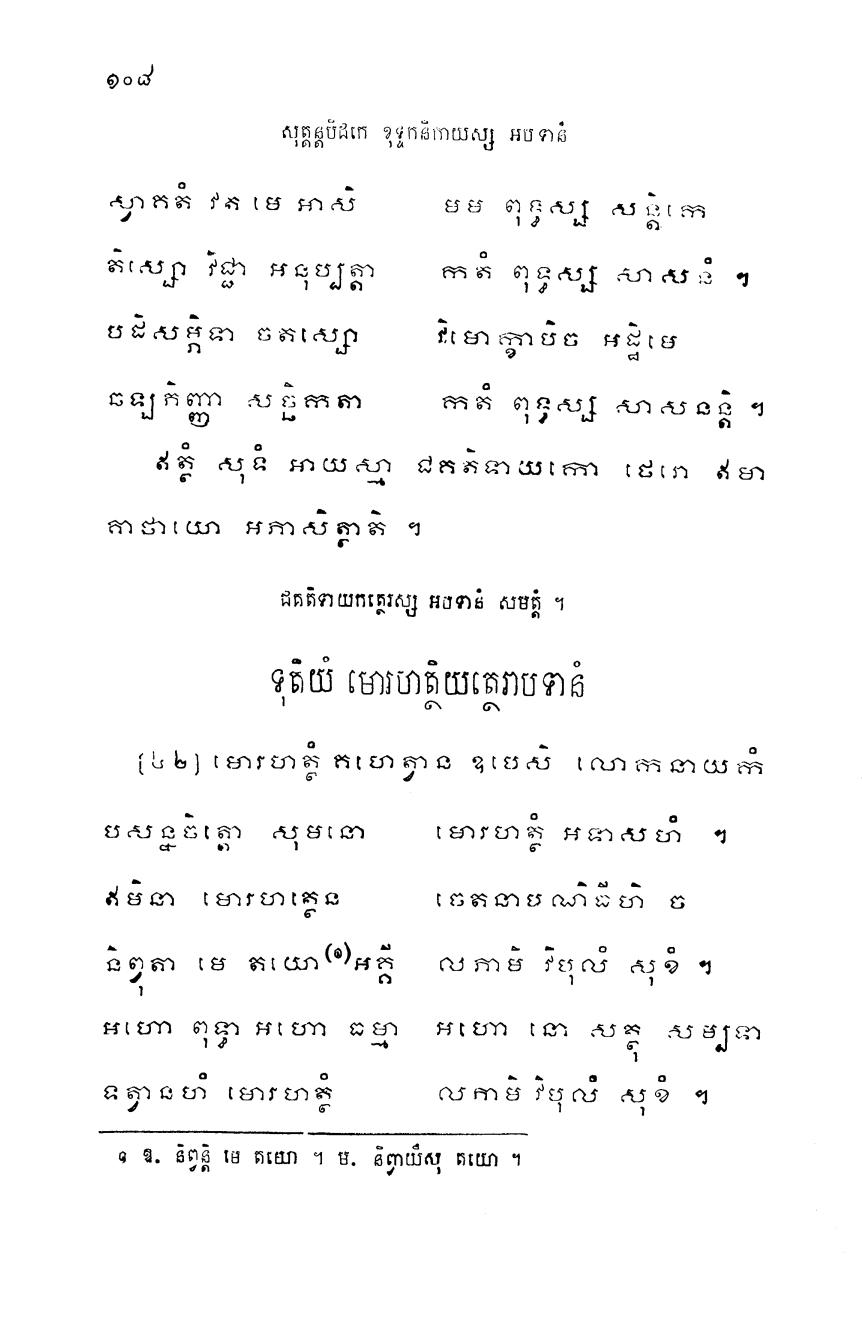 ១០៨
សុត្តន្តបិដកេ ខុទ្ទកនិកាយស្ស អបទានំ
ស្វាគតំ វត មេ អាសិ មម ពុទ្ធស្ស សន្តិកេ
តិស្សោ វិជ្ជា អនុប្បត្តា កតំ ពុទ្ធស្ស សាសនំ ។
បដិសម្ភិទា ចតស្សោ វិមោក្ខាបិច អដ្ឋិមេ
ឆឡភិញ្ញា សច្ឆិកតា កតំ ពុទ្ធស្ស សាសនន្តិ ។
ឥត្ថំ សុទំ អាយស្មា ជគតិទាយកោ ថេរោ ឥមា
គាថាយោ អភាសិត្ថាតិ ។
ជគតិទាយកត្ថេរស្ស អបទានំ សមត្តំ ។
ទុតិយំ មោរហត្ថិយត្ថេរាបទានំ
[៤២] មោរហត្ថំ គហេត្វាន ឧបេសិ លោកនាយកំ
បសន្នចិត្តោ សុមនោ មោរហត្ថំ អទាសហំ ។
ឥមិនា មោរហត្ថេន ចេតនាបណិធីហិ ច
និព្វុតា មេ តយោ(១)អគ្គី លភាមិ វិបុលំ សុខំ ។
អហោ ពុទ្ធា អហោ ធម្មា អហោ នោ សត្ថុ សម្បទា
ទត្វានហំ មោរហត្ថំ លភាមិ វិបុលំ សុខំ ។
១ ឱ. និព្វន្តិ មេ តយោ ។ ម. និព្វាយឹសុ តយោ ។